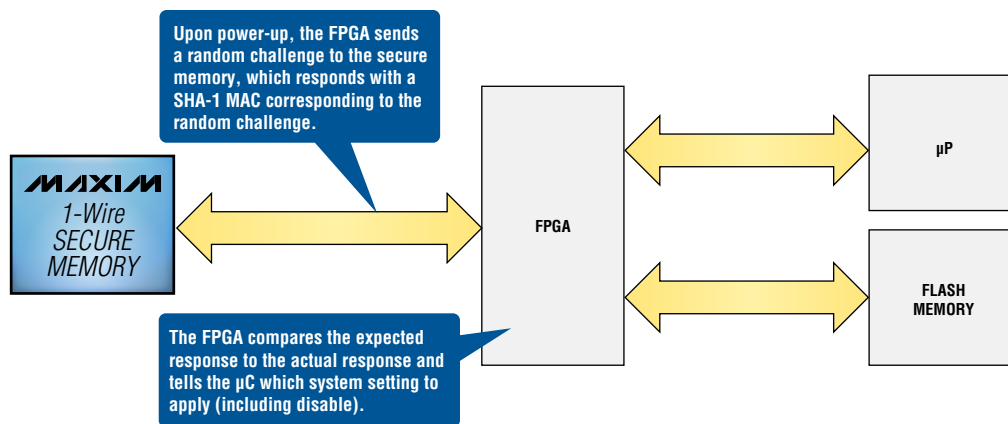 Upon power-up, the FPGA sends
a random challenge to the secure
memory, which responds with a
SHA-1 MAC corresponding to the
random challenge.
MAXIM
1-Wire
SECURE
MEMORY
FPGA
µP
FLASH
MEMORY
The FPGA compares the expected
response to the actual response and
tells the µC which system setting to
apply (including disable).